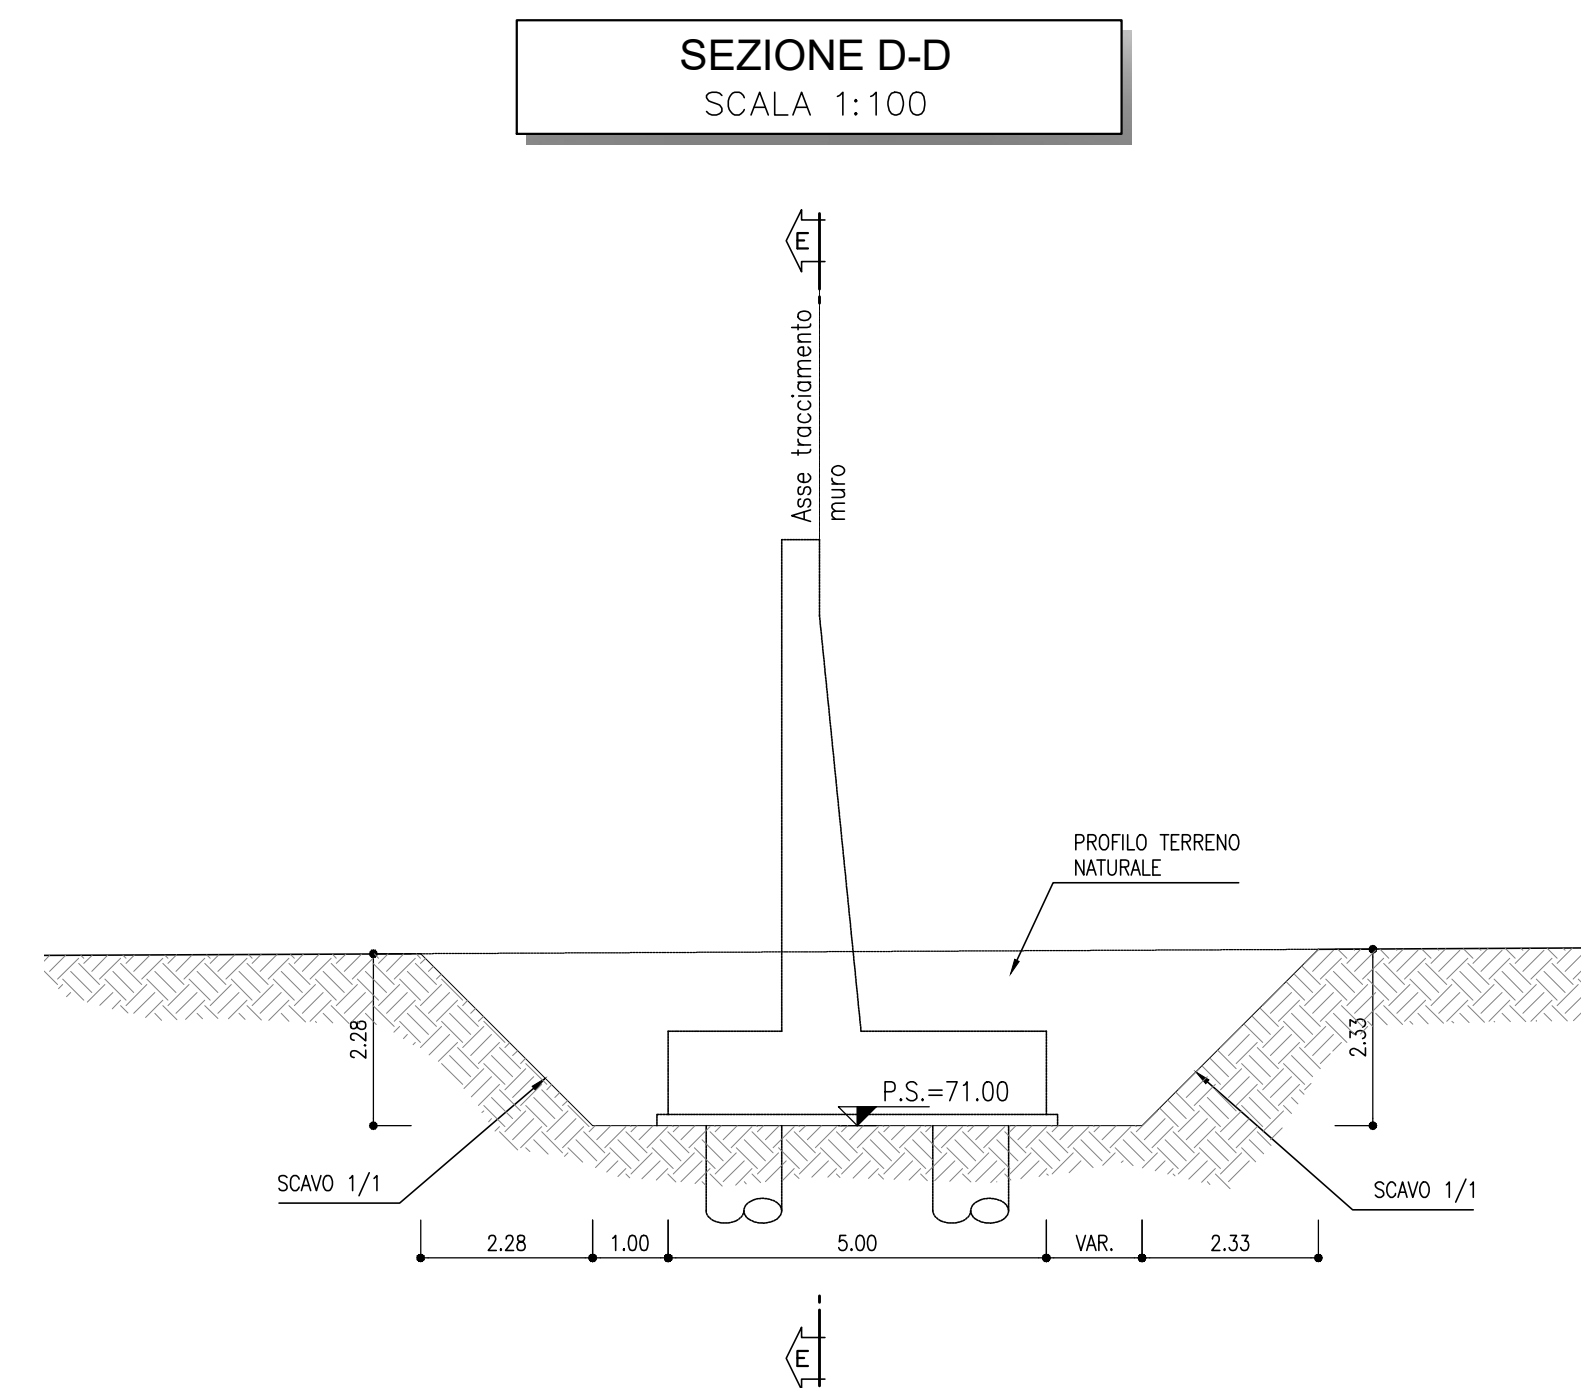 SEZIONE D-D
SCALA 1:100
E
Asse tracciamento
muro
PROFILO TERRENO
NATURALE
2.28
2.33
P.S.=71.00
SCAVO 1/1
SCAVO 1/1
2.28
1.00
5.00
VAR.
2.33
E